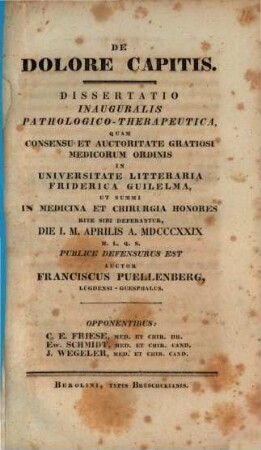 DE
DOLORE CAPITIS.
DISSERTATIO
INAUGURALIS
PATHOLOGICO-THERAPEUTICA,
QUAM
CONSENSU ET AUCTORITATE GRATIOSI
MEDICORUM ORDINIS
IN
UNIVERSITATE LITTERARIA
FRIDERICA GUILELMA,
UT SUMMI
IN MEDICINA ET CHIRURGIA HONORES
RITE SIBI DEFERANTUR,
DIE I. M. APRILIS A. MDCCCXXIX
H. L. Q. S.
PUBLICE DEFENSURUS EST
AUCTOR
FRANCISCUS PUELLENBERG,
LUGDENSI-GUESPHALUS.
OPPONENTIBUS:
C. E. FRIESE, MED. ET CHIR. DR.
EW. SCHMIDT, MED. ET CHIR. CAND.
J. WEGELER, MED. ET CHIR. CAND.
BEROLINI, TYPIS BRÜSCHCKIANIS.